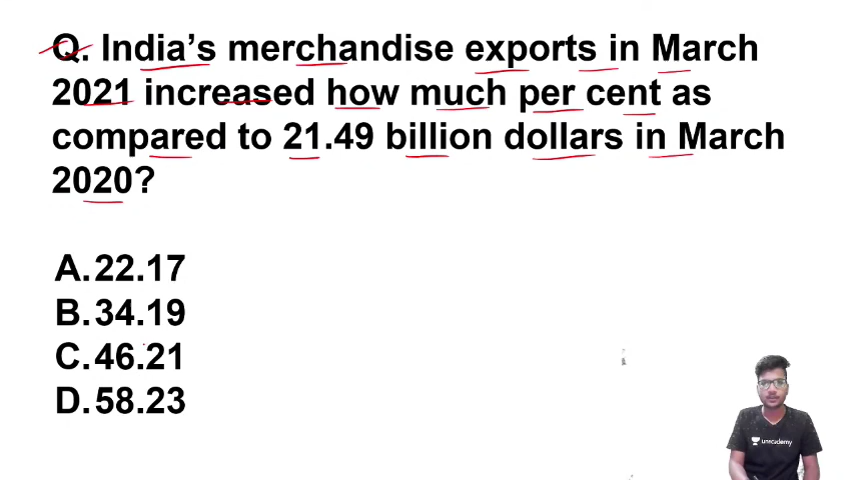 Q. India’s merchandise exports in March
2021 increased how much per cent as
compared to 21.49 billion dollars in March
2020?
A.22.17
B.34.19
C.46.21
D.58.23
unacademy